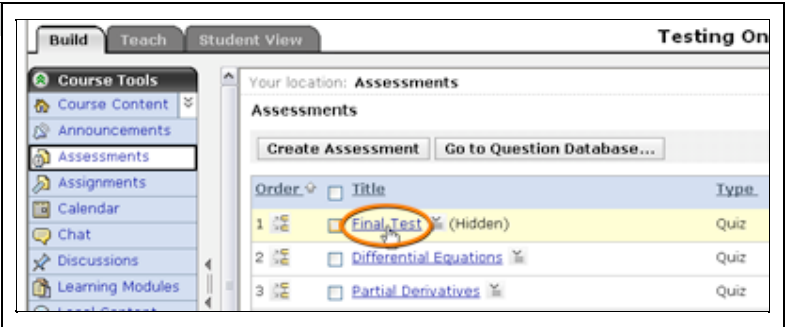 Build Teach Student View Testing On
Course Tools
Course Content
Announcements
Assessments
Assignments
Calendar
Chat
Discussions
Learning Modules
Local Content
Your location: Assessments
Assessments
Create Assessment Go to Question Database...
Order Title Type
1 Final Test (Hidden) Quiz
2 Differential Equations Quiz
3 Partial Derivatives Quiz